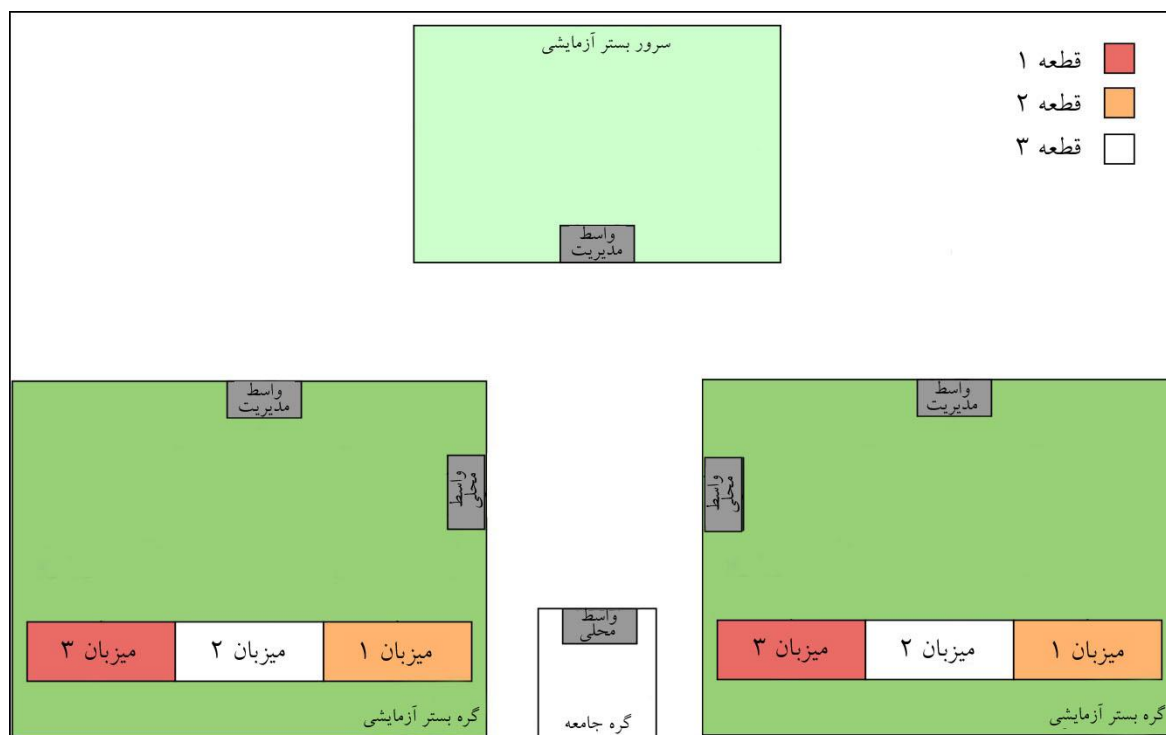 سرور بستر آزمایشی
قطعه ۱
قطعه ۲
قطعه ۳
واسط
مدیریت
واسط
مدیریت
واسط
مدیریت
واسط
محلی
واسط
محلی
واسط
محلی
میزبان ۱
میزبان ۲
میزبان ۳
گره بستر آزمایشی
گره جامعه
میزبان ۱
میزبان ۲
میزبان ۳
گره بستر آزمایشی